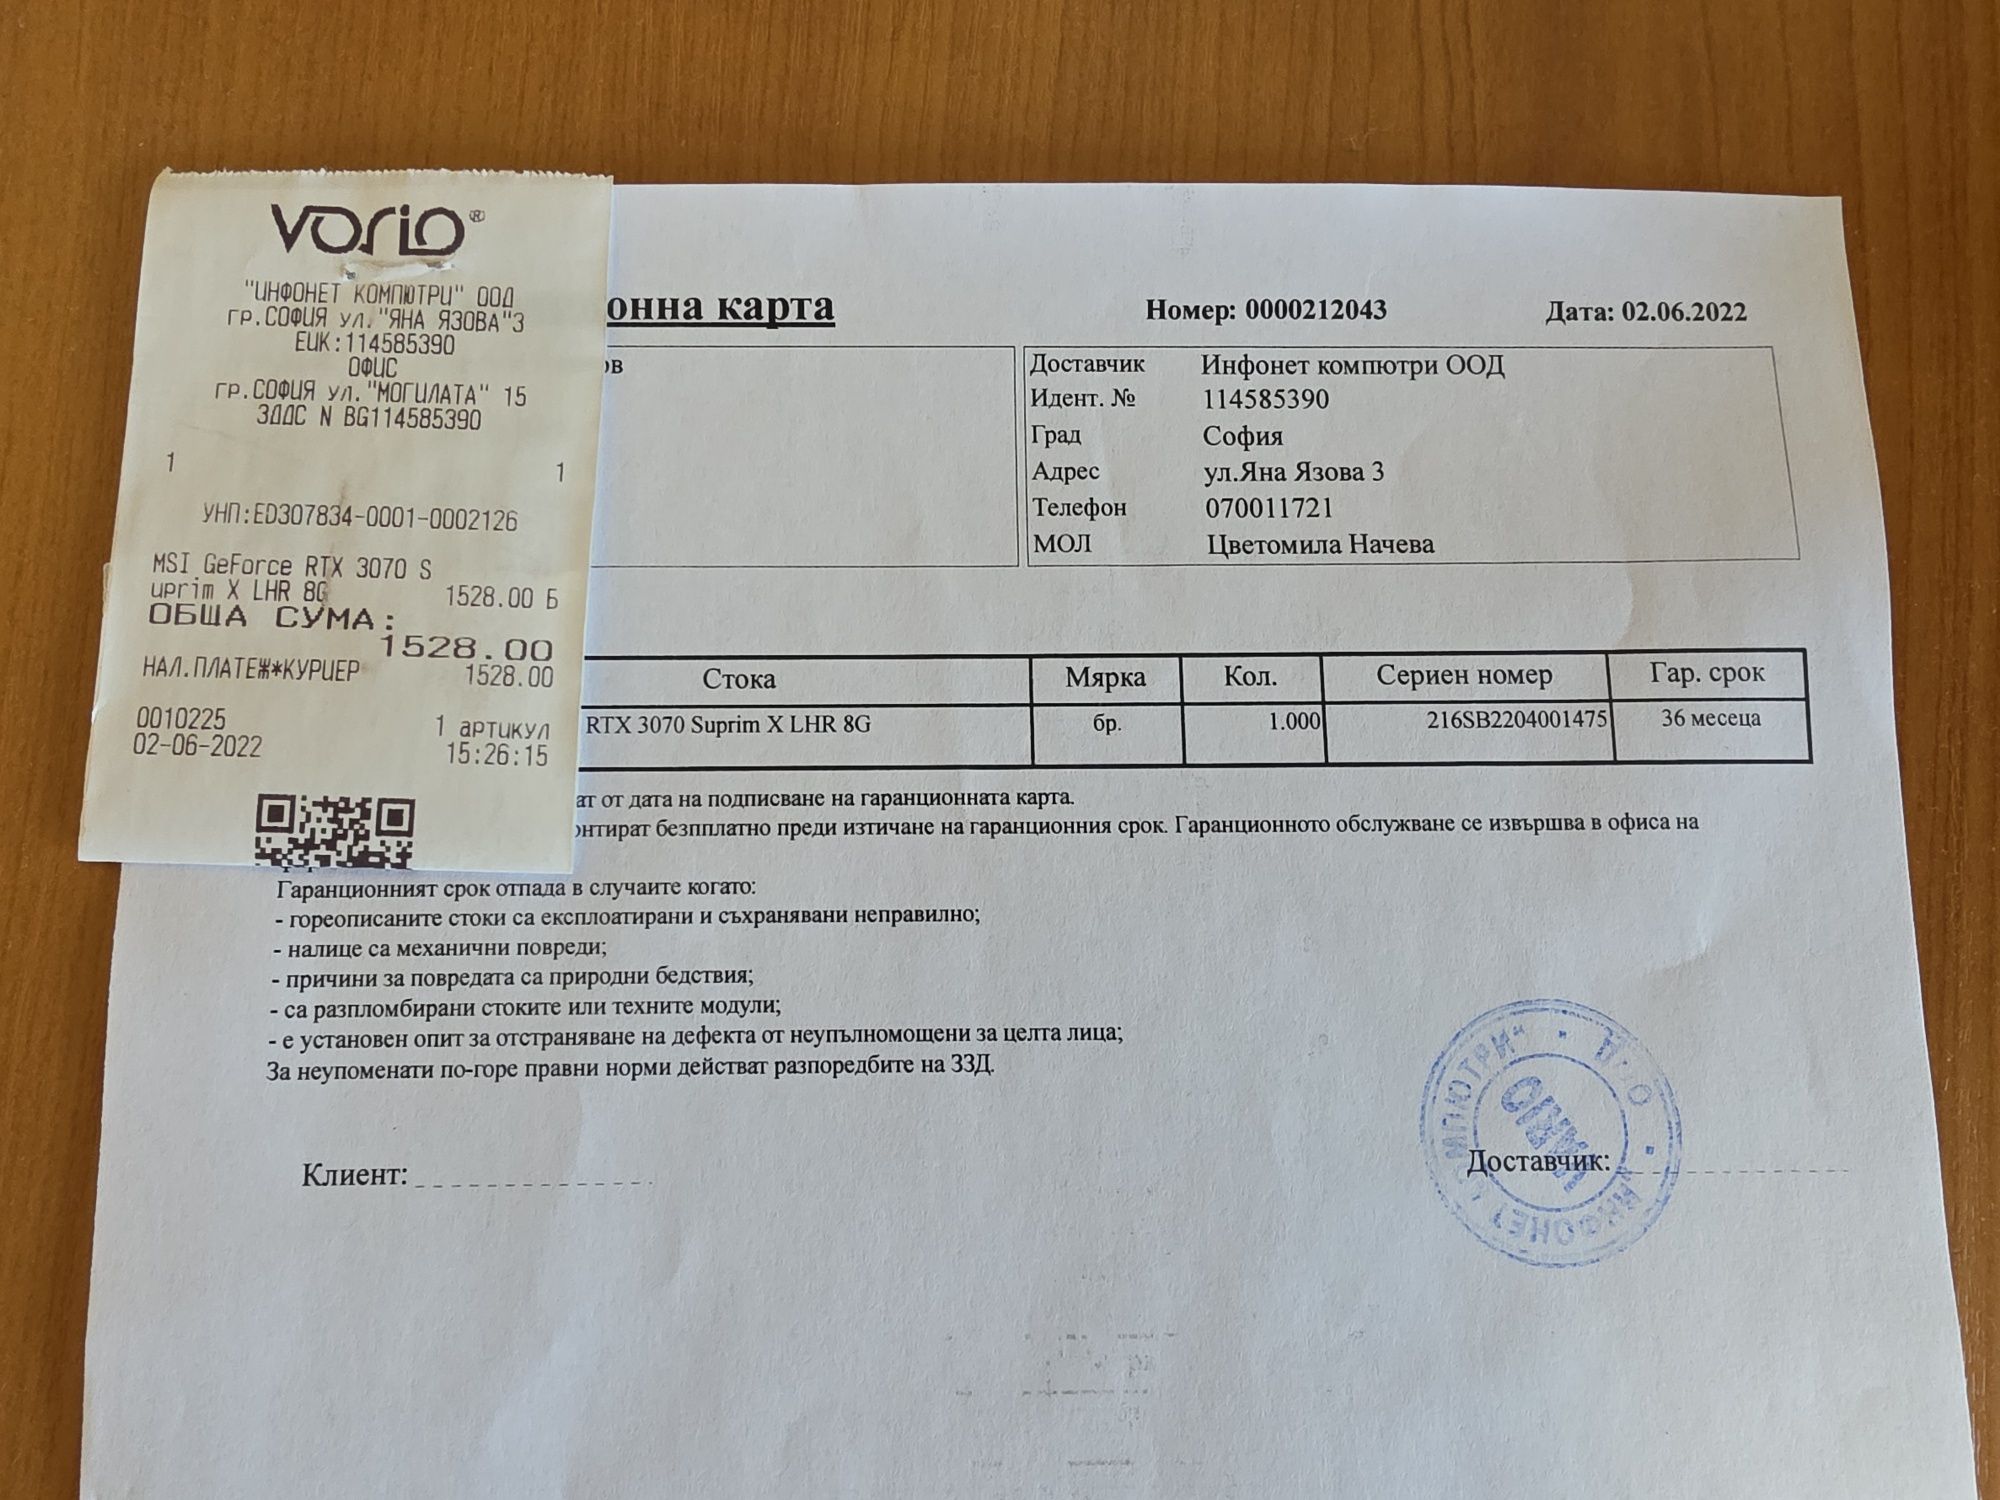 VORIO®
"ИНФОНЕТ КОМПЮТРИ" ООД
гр.СОФИЯ ул."ЯНА ЯЗОВА"3
ЕИК:114585390
ОФИС
гр.СОФИЯ ул."МОГИЛАТА" 15
ЗДДС N BG114585390
1 1
УНП:ED307834-0001-0002126
MSI GeForce RTX 3070 S
uprim X LHR 8G 1528.00 Б
ОБЩА СУМА:
1528.00
НАЛ.ПЛАТЕЖ*КУРИЕР 1528.00
0010225 1 артикул
02-06-2022 15:26:15
онна карта Номер: 0000212043 Дата: 02.06.2022
ов
Доставчик Инфонет компютри ООД
Идент. № 114585390
Град София
Адрес ул.Яна Язова 3
Телефон 070011721
МОЛ Цветомила Начева
Стока Мярка Кол. Сериен номер Гар. срок
RTX 3070 Suprim X LHR 8G бр. 1.000 216SB2204001475 36 месеца
ат от дата на подписване на гаранционната карта.
онтират безпплатно преди изтичане на гаранционния срок. Гаранционното обслужване се извършва в офиса на
Гаранционният срок отпада в случаите когато:
- гореописаните стоки са експлоатирани и съхранявани неправилно;
- налице са механични повреди;
- причини за повредата са природни бедствия;
- са разпломбирани стоките или техните модули;
- е установен опит за отстраняване на дефекта от неупълномощени за целта лица;
За неупоменати по-горе правни норми действат разпоредбите на ЗЗД.
Клиент: Доставчик: